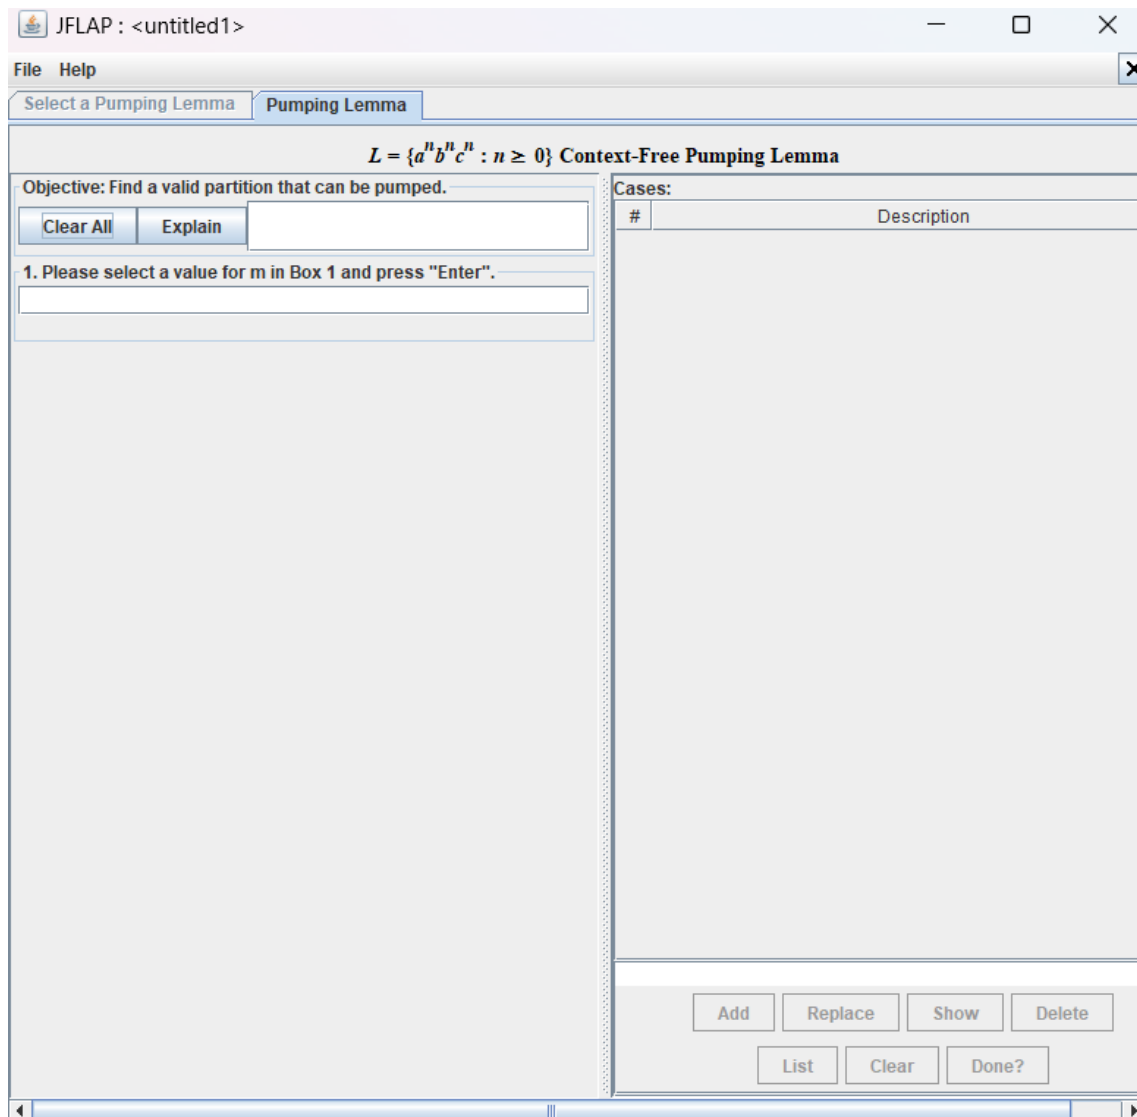 JFLAP : <untitled1>
File Help
Select a Pumping Lemma Pumping Lemma
L = {aⁿbⁿcⁿ : n ≥ 0} Context-Free Pumping Lemma
Objective: Find a valid partition that can be pumped.
Clear All Explain
1. Please select a value for m in Box 1 and press "Enter".
Cases:
# Description
Add Replace Show Delete
List Clear Done?